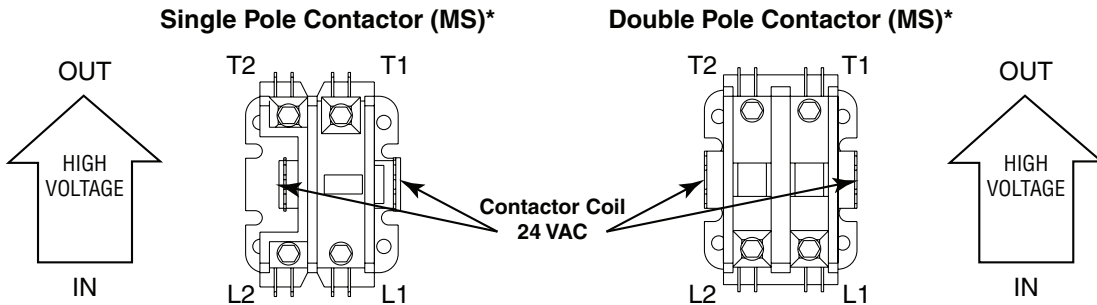 Single Pole Contactor (MS)*
Double Pole Contactor (MS)*
OUT
T2
T1
T2
T1
OUT
HIGH
VOLTAGE
HIGH
VOLTAGE
Contactor Coil
24 VAC
IN
L2
L1
L2
L1
IN